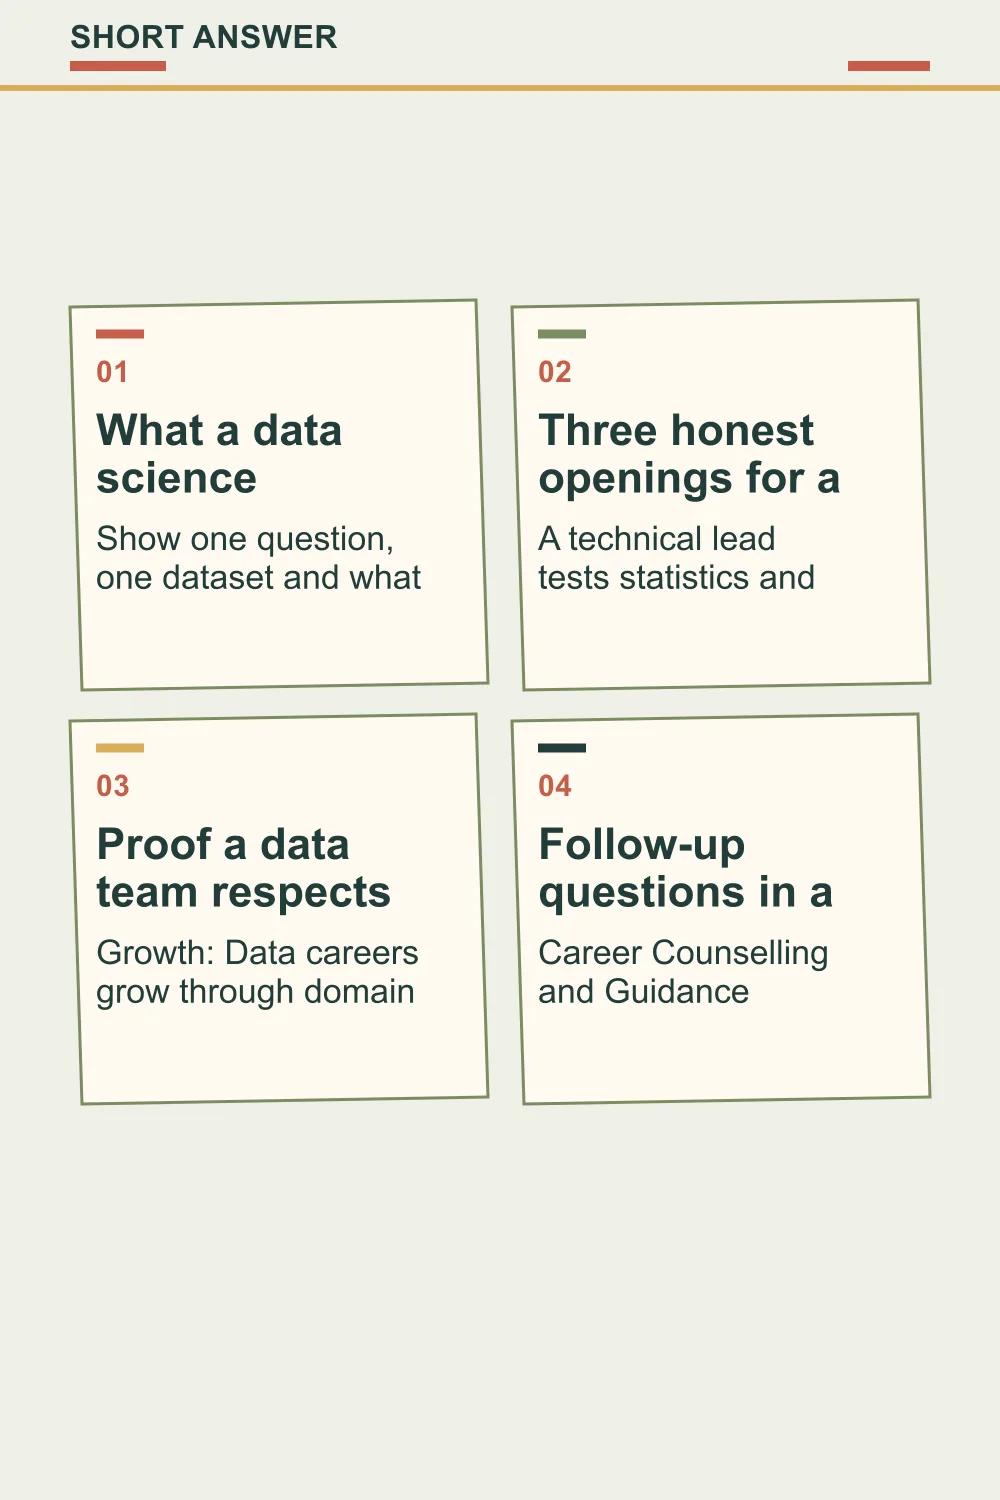 SHORT ANSWER
01
What a data
science
Show one question,
one dataset and what
02
Three honest
openings for a
A technical lead
tests statistics and
03
Proof a data
team respects
Growth: Data careers
grow through domain
04
Follow-up
questions in a
Career Counselling
and Guidance